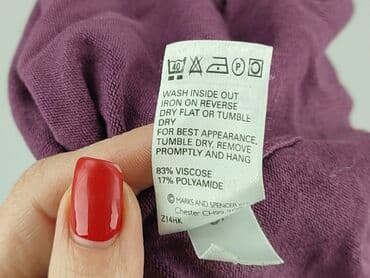 40 P
WASH INSIDE OUT
IRON ON REVERSE
DRY FLAT OR TUMBLE
DRY
FOR BEST APPEARANCE,
TUMBLE DRY, REMOVE
PROMPTLY AND HANG
83% VISCOSE
17% POLYAMIDE
© MARKS AND SPENCER
Chester
Z14HK